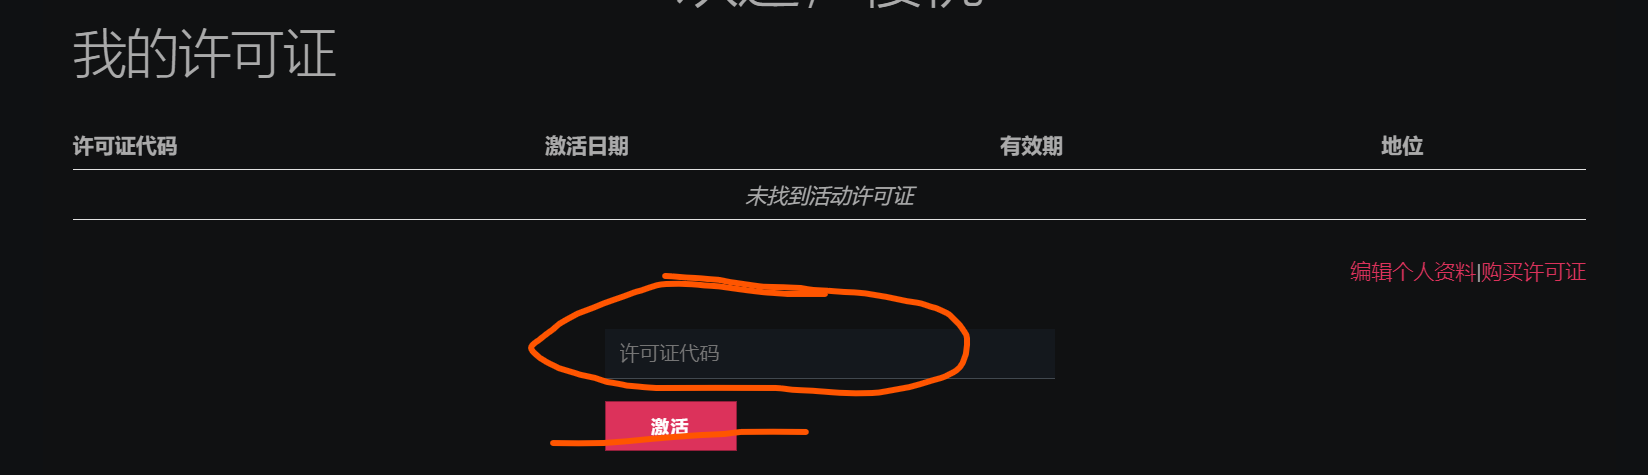 我的许可证
许可证代码 激活日期 有效期 地位
未找到活动许可证
编辑个人资料|购买许可证
许可证代码
激活